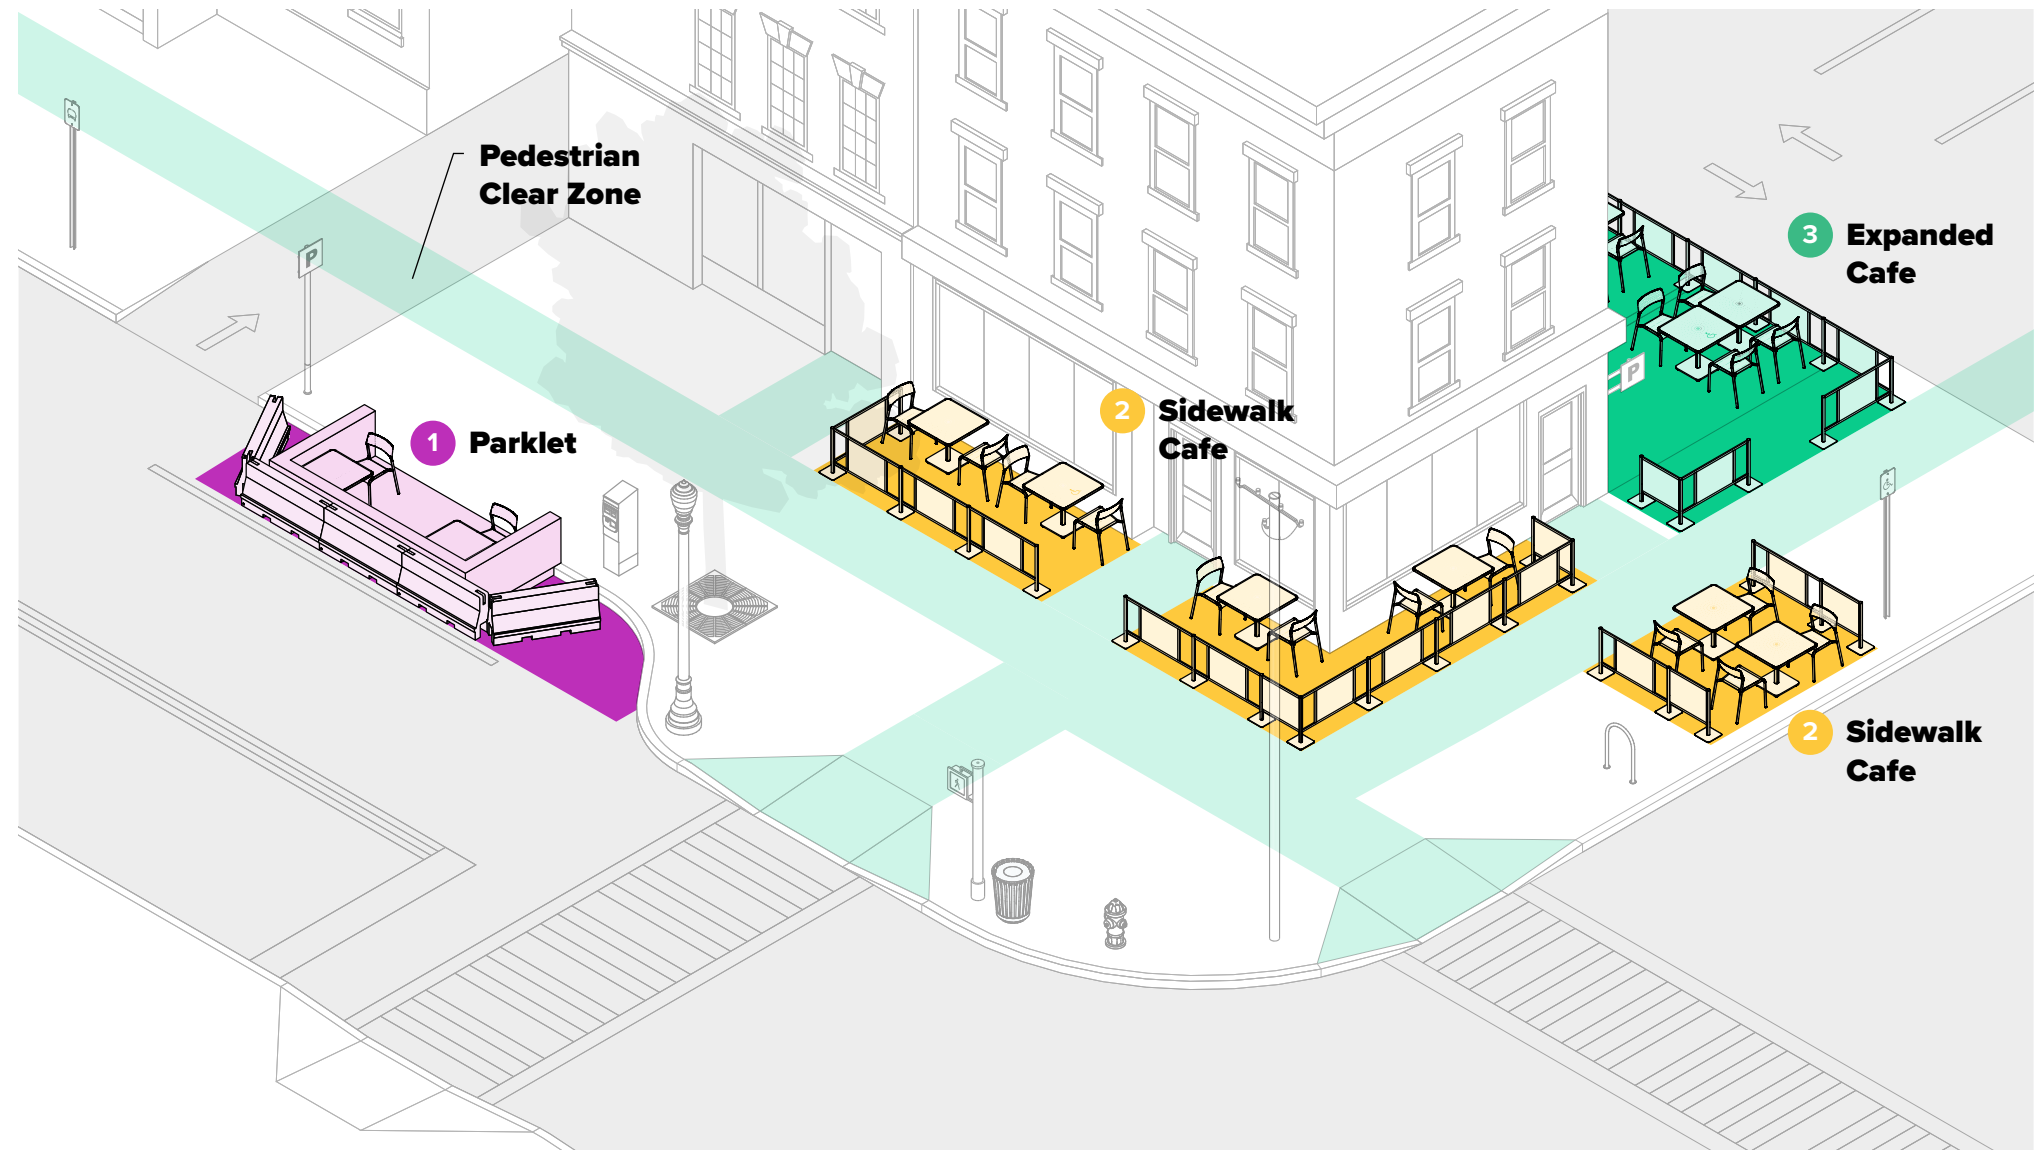 Pedestrian
Clear Zone
P
3 Expanded
Cafe
P
2 Sidewalk
Cafe
1 Parklet
2 Sidewalk
Cafe